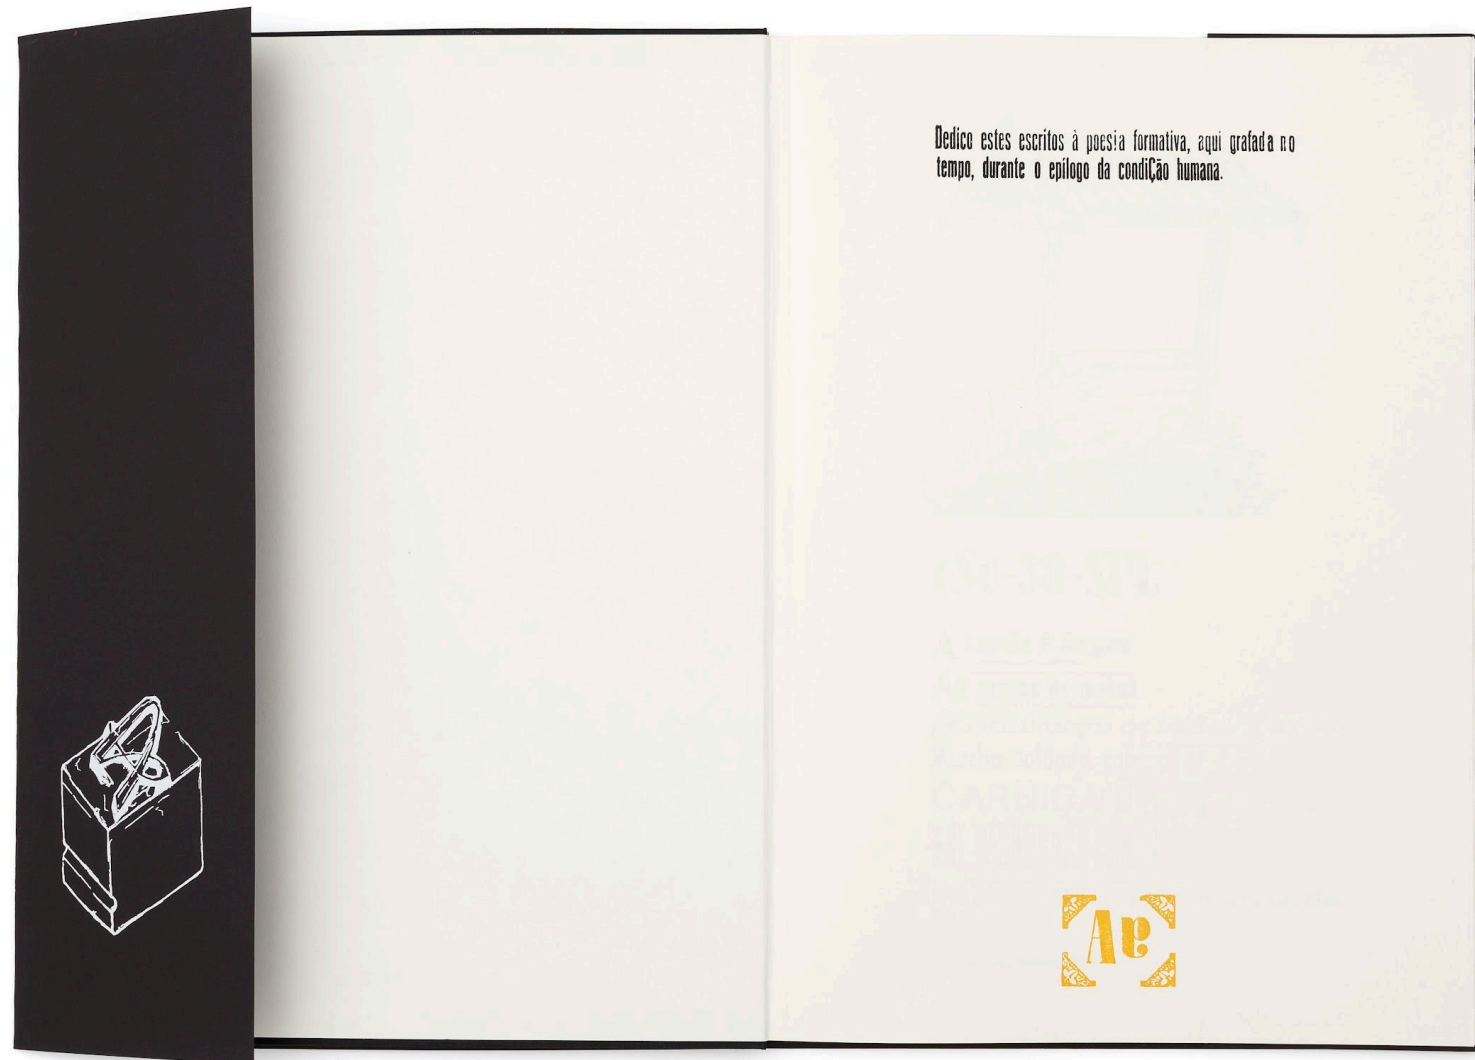 Dedico estes escritos à poesia formativa, aqui grafada no
tempo, durante o epílogo da condiÇão humana.